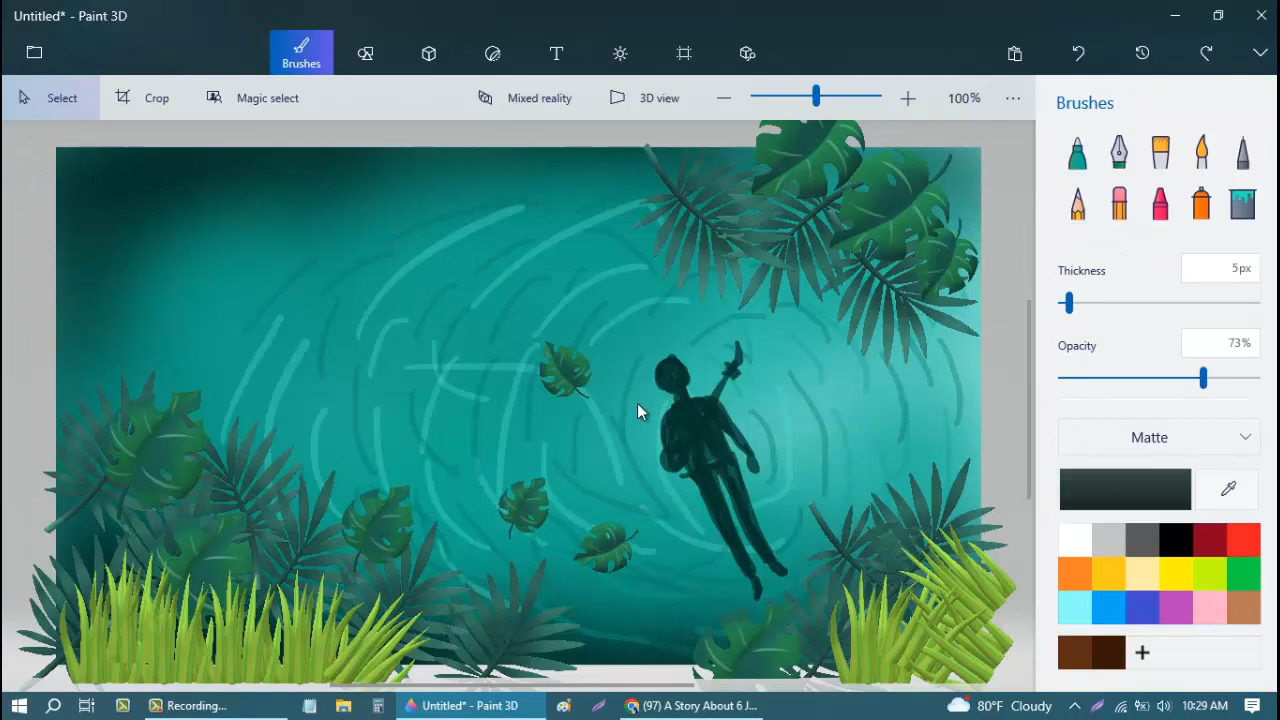 Untitled* - Paint 3D
Brushes
Select
Crop
Magic select
Mixed reality
3D view
100%
Brushes
Thickness
5px
Opacity
73%
Matte
Recording...
Untitled* - Paint 3D
(97) A Story About 6 J...
80°F Cloudy
10:29 AM